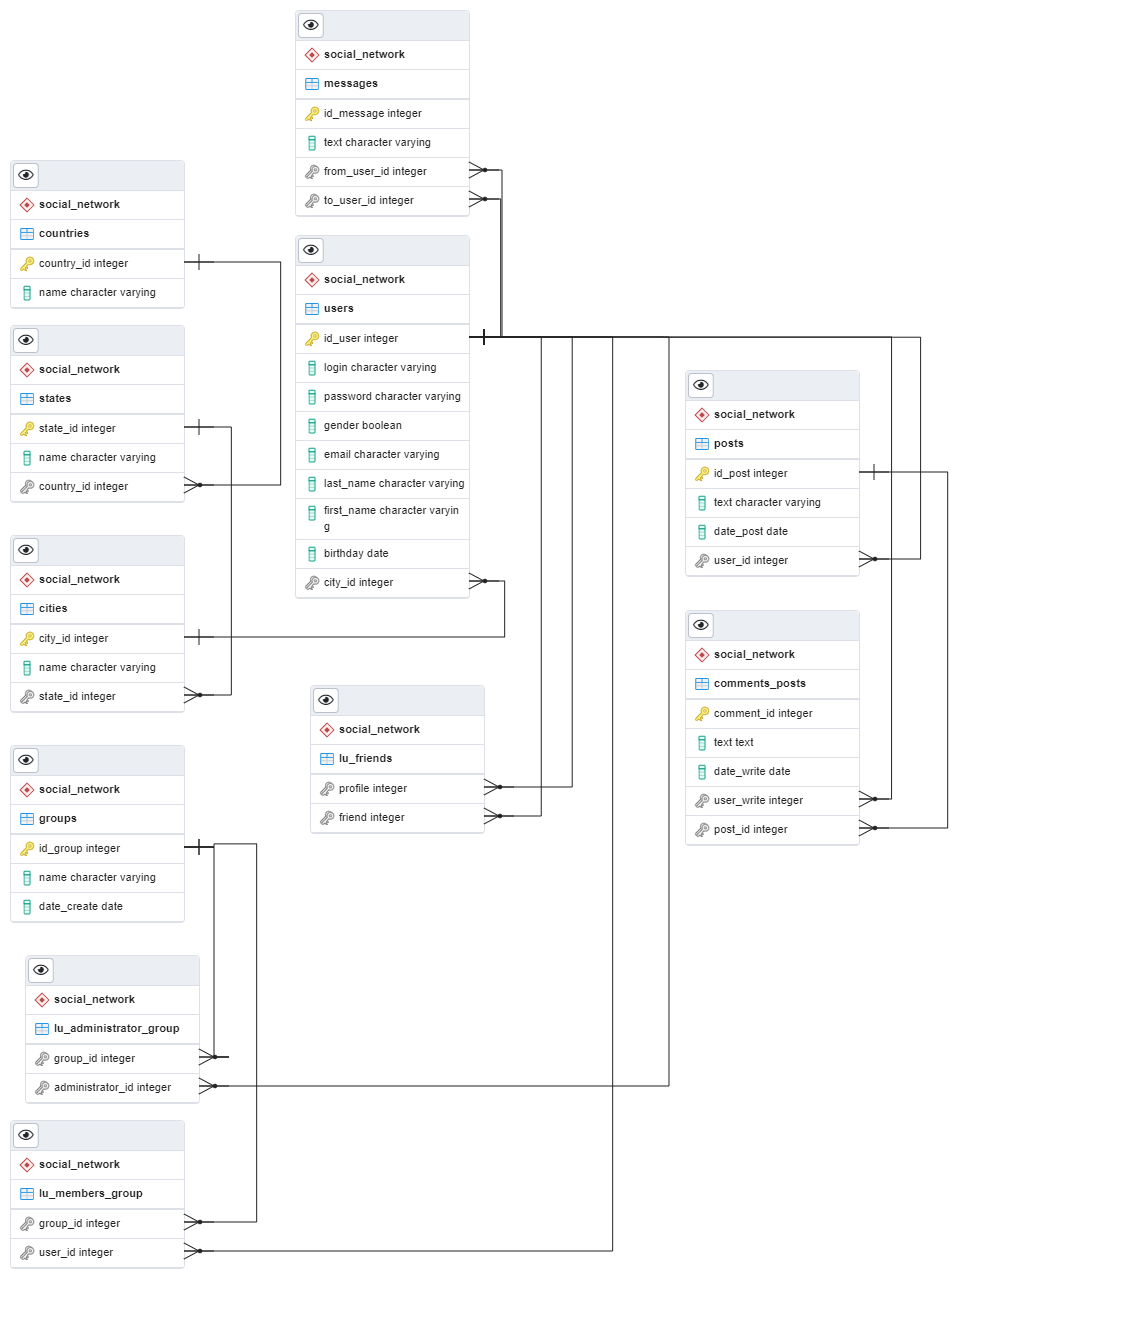 social_network
messages
id_message integer
text character varying
from_user_id integer
to_user_id integer
social_network
countries
country_id integer
name character varying
social_network
states
state_id integer
name character varying
country_id integer
social_network
users
id_user integer
login character varying
password character varying
gender boolean
email character varying
last_name character varying
first_name character varyin
g
birthday date
city_id integer
social_network
posts
id_post integer
text character varying
date_post date
user_id integer
social_network
cities
city_id integer
name character varying
state_id integer
social_network
comments_posts
comment_id integer
text text
date_write date
user_write integer
post_id integer
social_network
lu_friends
profile integer
friend integer
social_network
groups
id_group integer
name character varying
date_create date
social_network
lu_administrator_group
group_id integer
administrator_id integer
social_network
lu_members_group
group_id integer
user_id integer